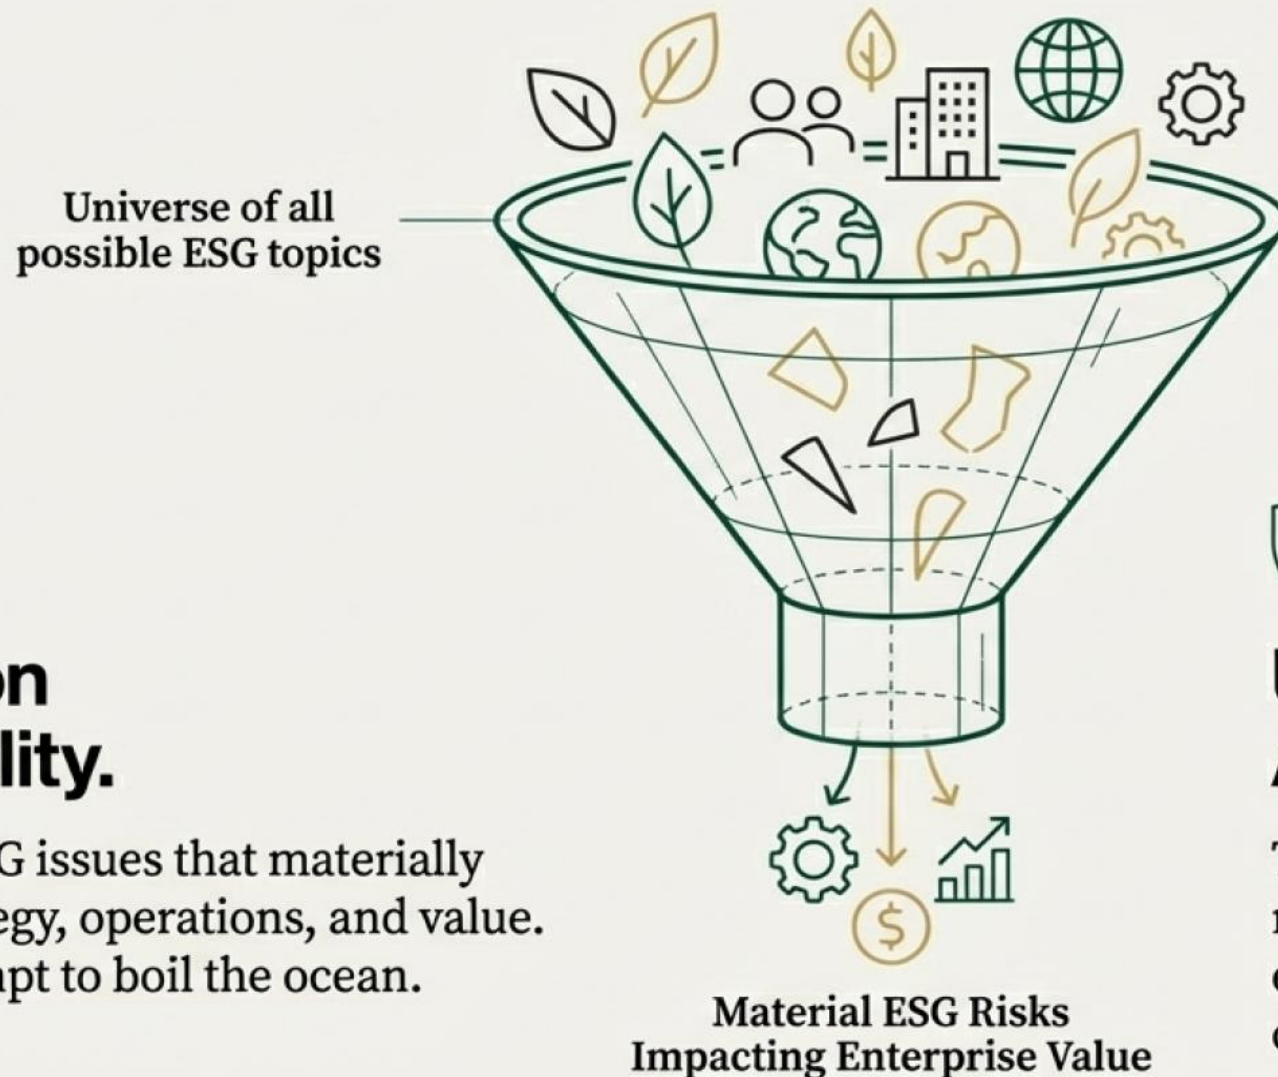 Universe of all
possible ESG topics
on
lity.
G issues that materially
egy, operations, and value.
pt to boil the ocean.
Material ESG Risks
Impacting Enterprise Value
$